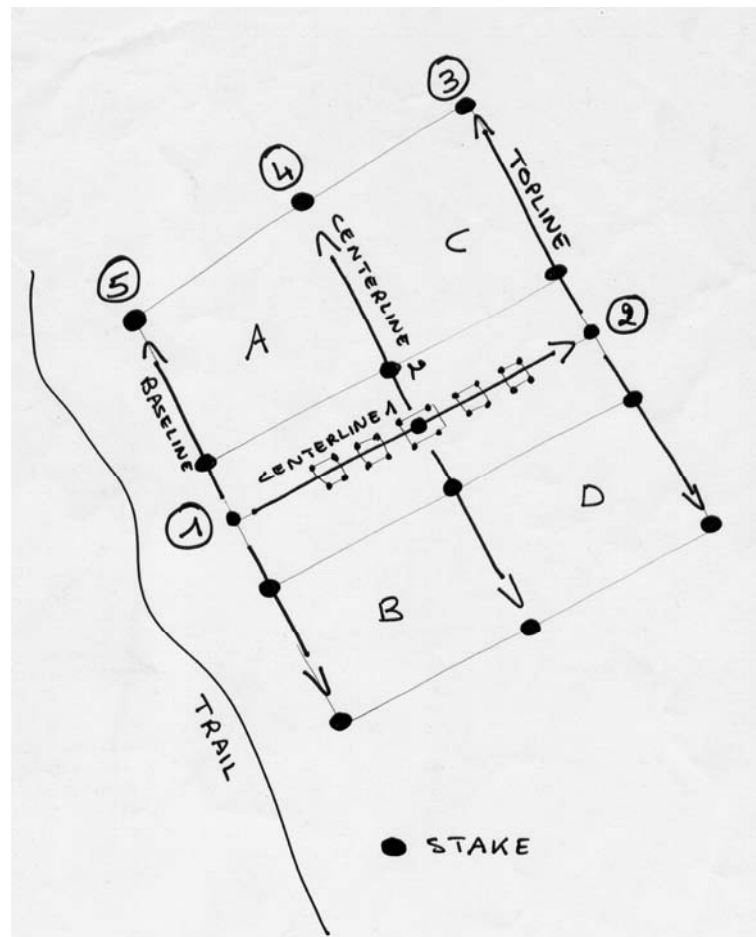 3
4
TOPLINE
CENTERLINE 2
C
5
A
2
BASELINE
CENTERLINE 1
1
D
B
TRAIL
STAKE